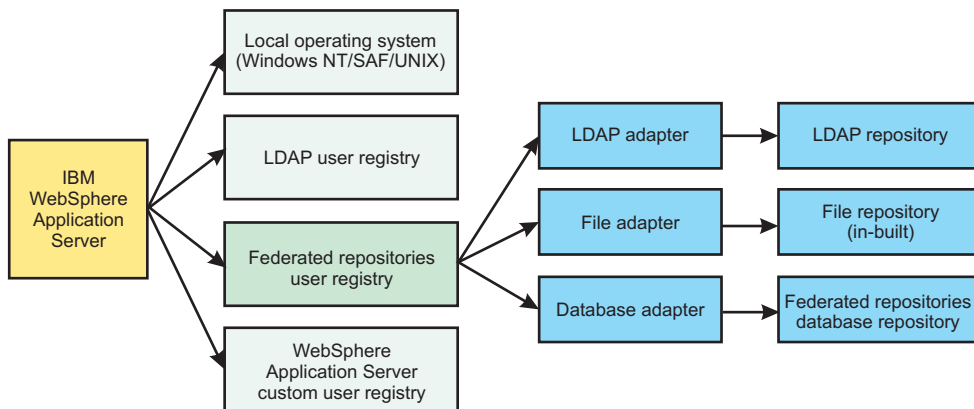 IBM
WebSphere
Application
Server
Local operating system
(Windows NT/SAF/UNIX)
LDAP user registry
Federated repositories
user registry
WebSphere
Application Server
custom user registry
LDAP adapter
LDAP repository
File adapter
File repository
(in-built)
Database adapter
Federated repositories
database repository